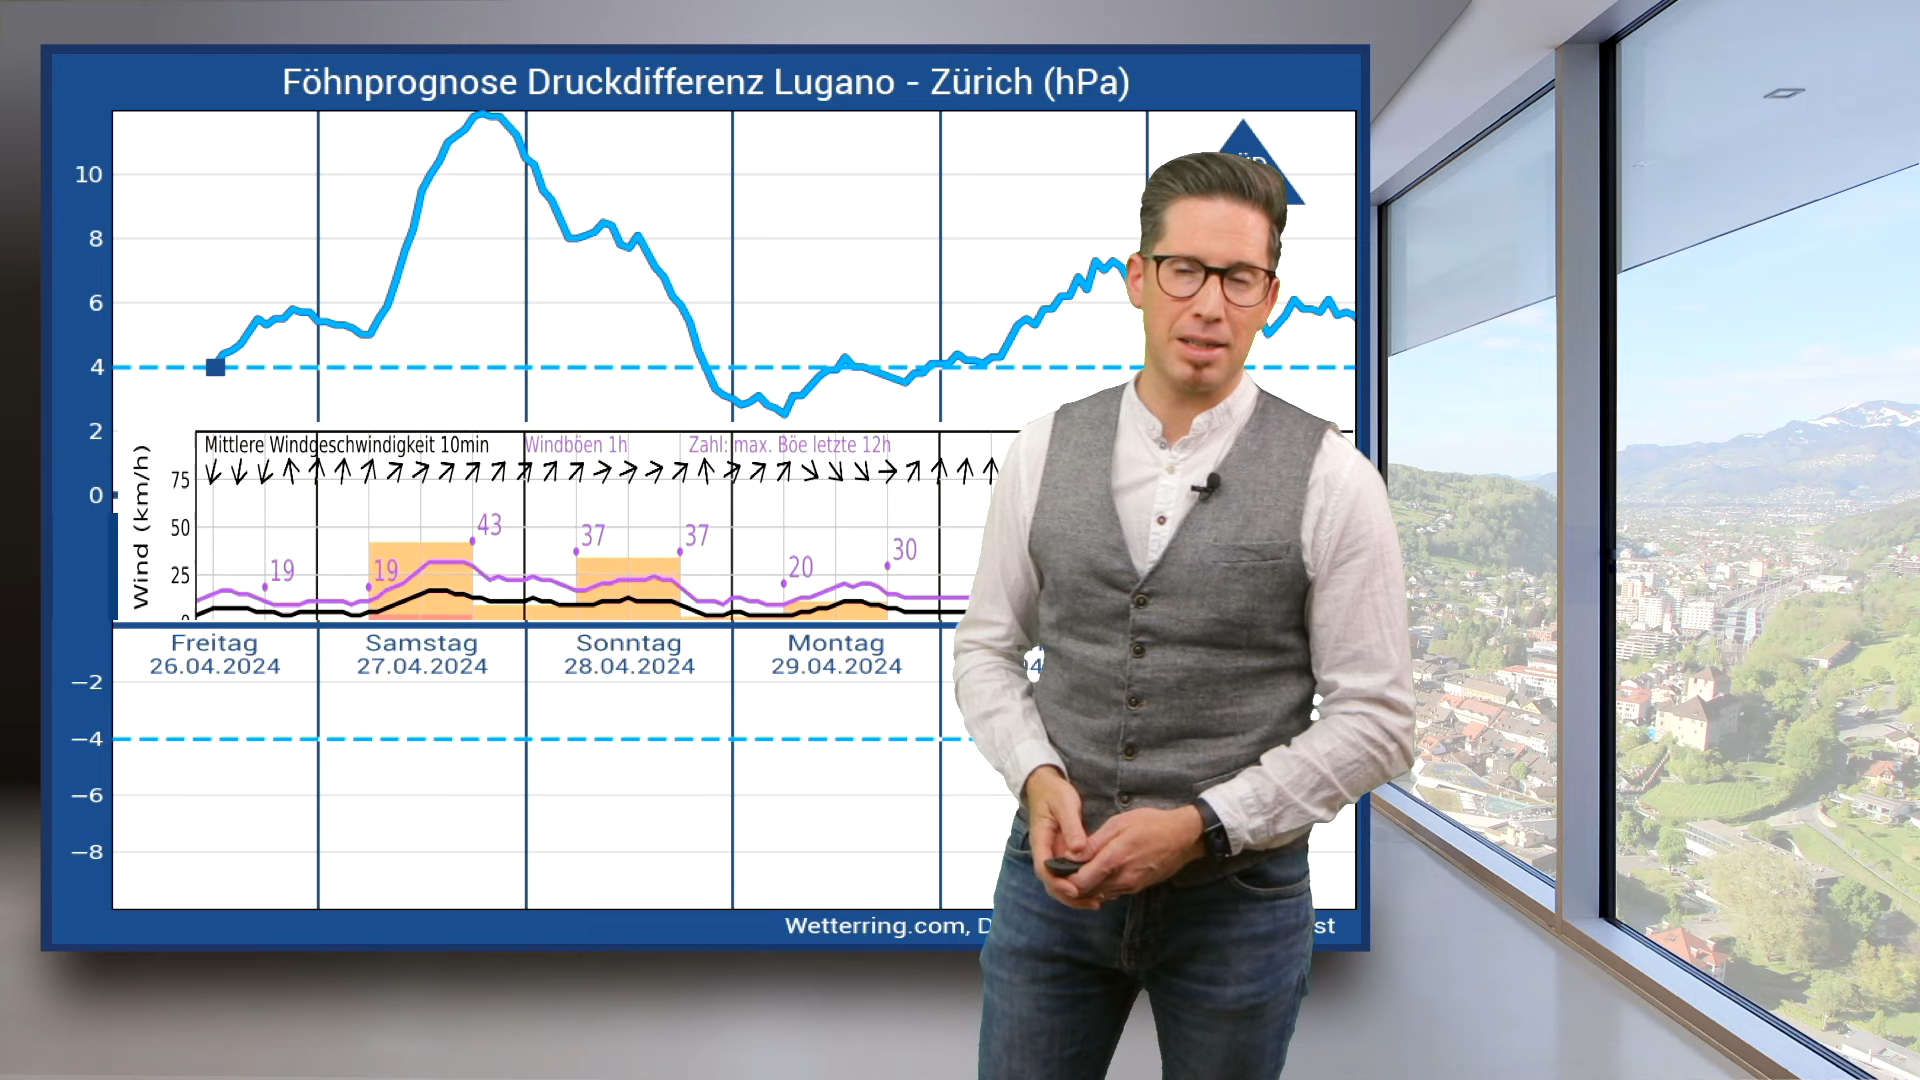 Föhnprognose Druckdifferenz Lugano - Zürich (hPa)
10
8
6
4
2
0
Mittlere Windgeschwindigkeit 10min Windböen 1h Zahl: max. Böe letzte 12h
Wind (km/h)
75
50
25
0
19
19
43
37
37
20
30
Freitag
26.04.2024
Samstag
27.04.2024
Sonntag
28.04.2024
Montag
29.04.2024
−2
−4
−6
−8
Wetterring.com, D
st